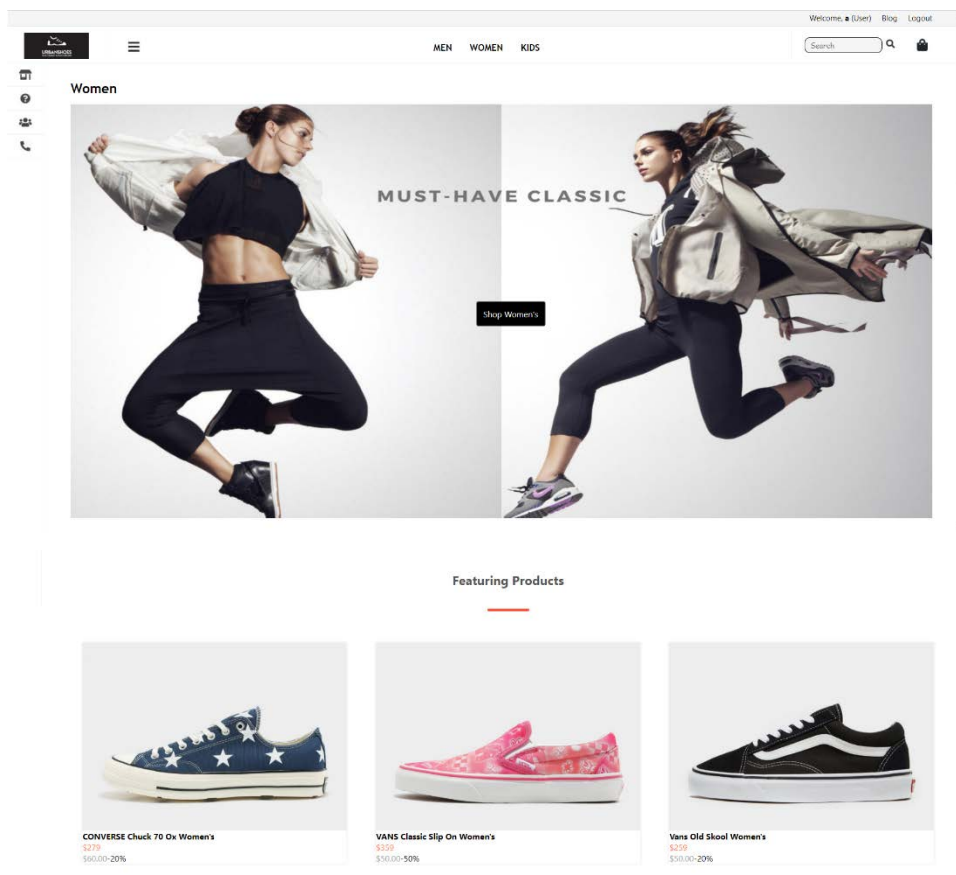 Welcome, a (User) Blog Logout
URBANSHOES
MEN WOMEN KIDS
Search
Women
MUST-HAVE CLASSIC
Shop Women's
Featuring Products
CONVERSE Chuck 70 Ox Women's
$279
$60.00-20%
VANS Classic Slip On Women's
$359
$50.00-50%
Vans Old Skool Women's
$259
$50.00-20%